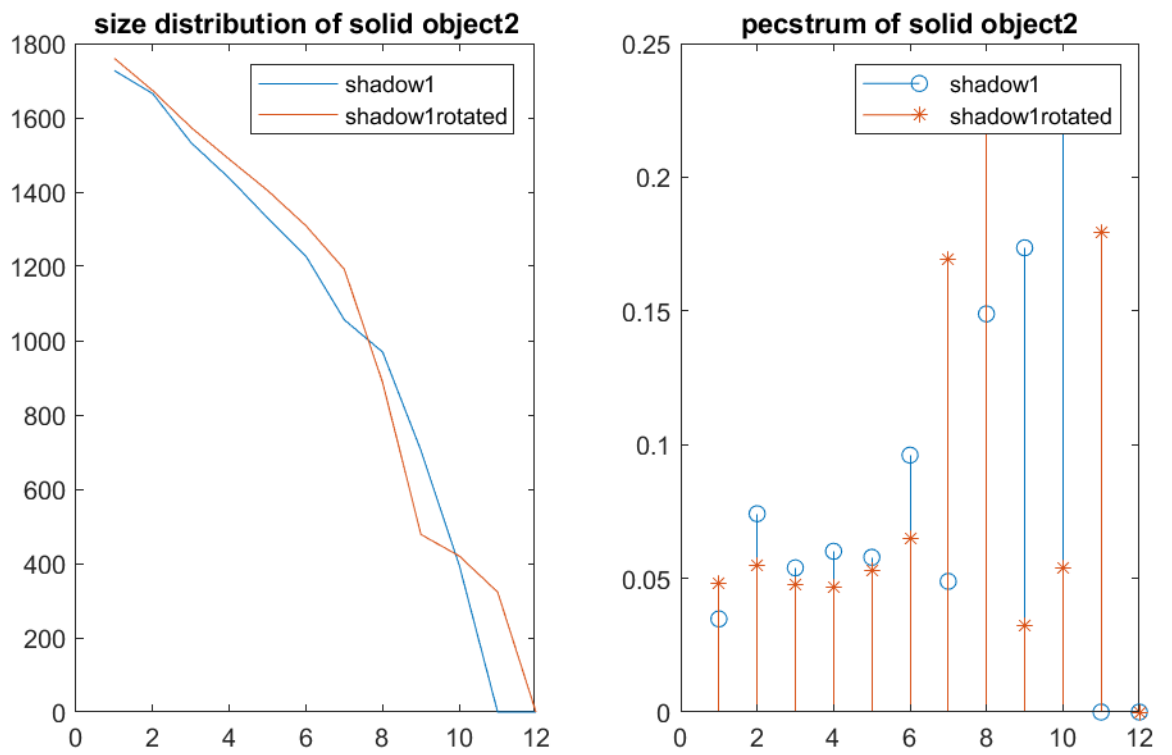 size distribution of solid object2
1800
1600
1400
1200
1000
800
600
400
200
0
0 2 4 6 8 10 12
shadow1
shadow1rotated
pecstrum of solid object2
0.25
0.2
0.15
0.1
0.05
0
0 2 4 6 8 10 12
shadow1
shadow1rotated